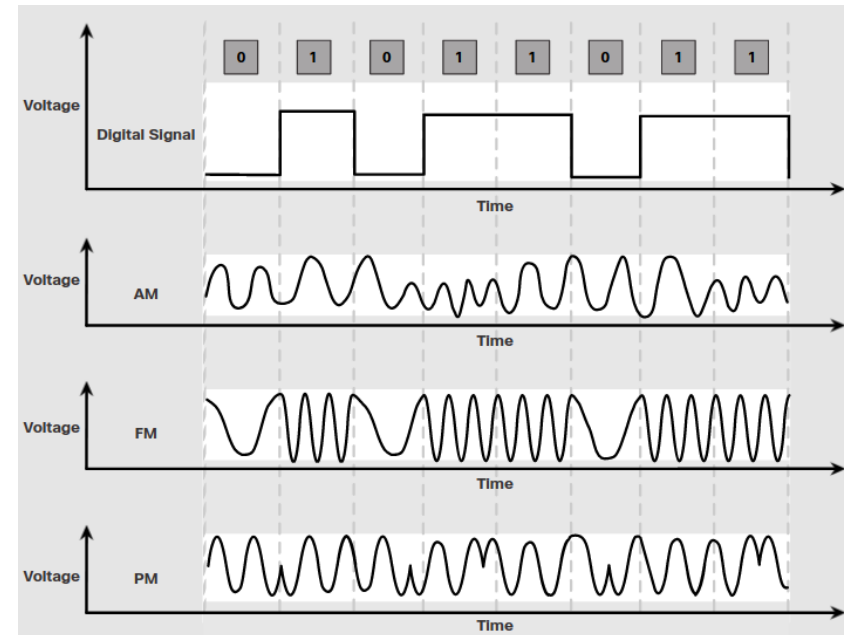 0 1 0 1 1 0 1 1
Voltage
Digital Signal
Time
Voltage
AM
Time
Voltage
FM
Time
Voltage
PM
Time